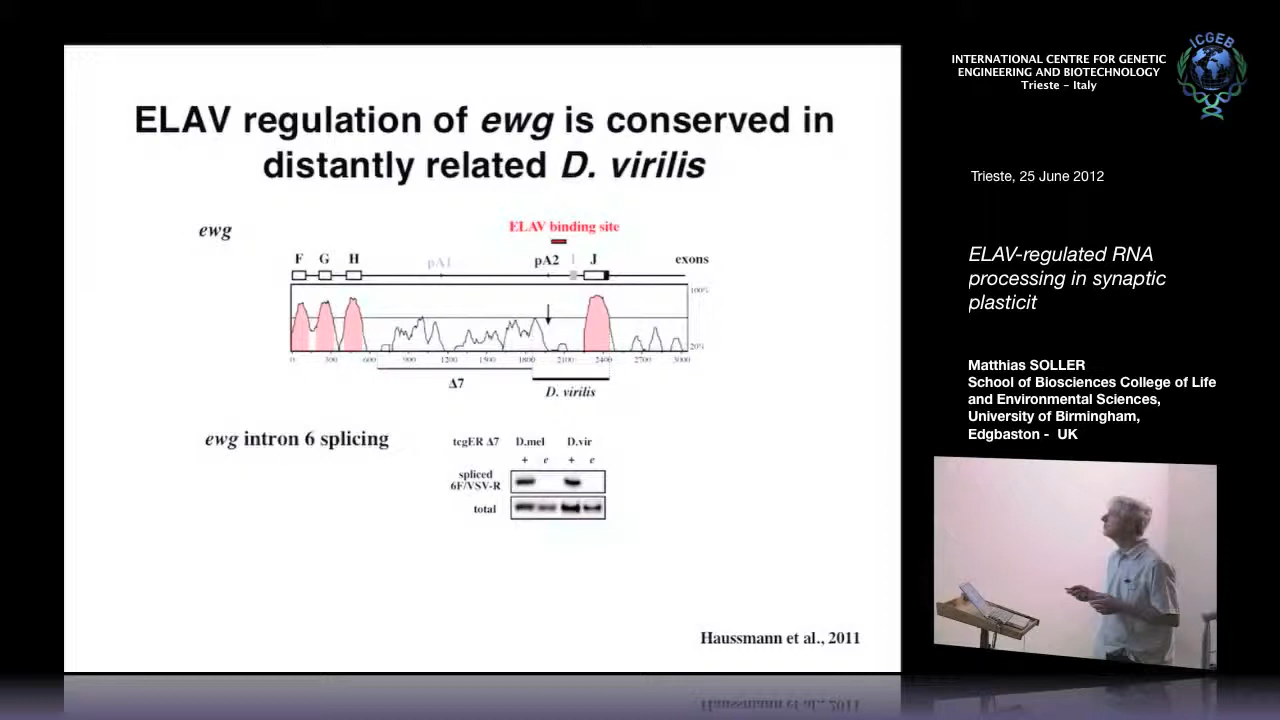 ELAV regulation of ewg is conserved in
distantly related D. virilis
ewg
ELAV binding site
F G H pA1 pA2 I J exons
100%
20%
0 300 600 900 1200 1500 1800 2100 2400 2700 3000
Δ7
D. virilis
ewg intron 6 splicing
tcgER Δ7 D.mel D.vir
+ e + e
spliced
6F/VSV-R
total
Haussmann et al., 2011
INTERNATIONAL CENTRE FOR GENETIC
ENGINEERING AND BIOTECHNOLOGY
Trieste - Italy
ICGEB
Trieste, 25 June 2012
ELAV-regulated RNA
processing in synaptic
plasticit
Matthias SOLLER
School of Biosciences College of Life
and Environmental Sciences,
University of Birmingham,
Edgbaston - UK